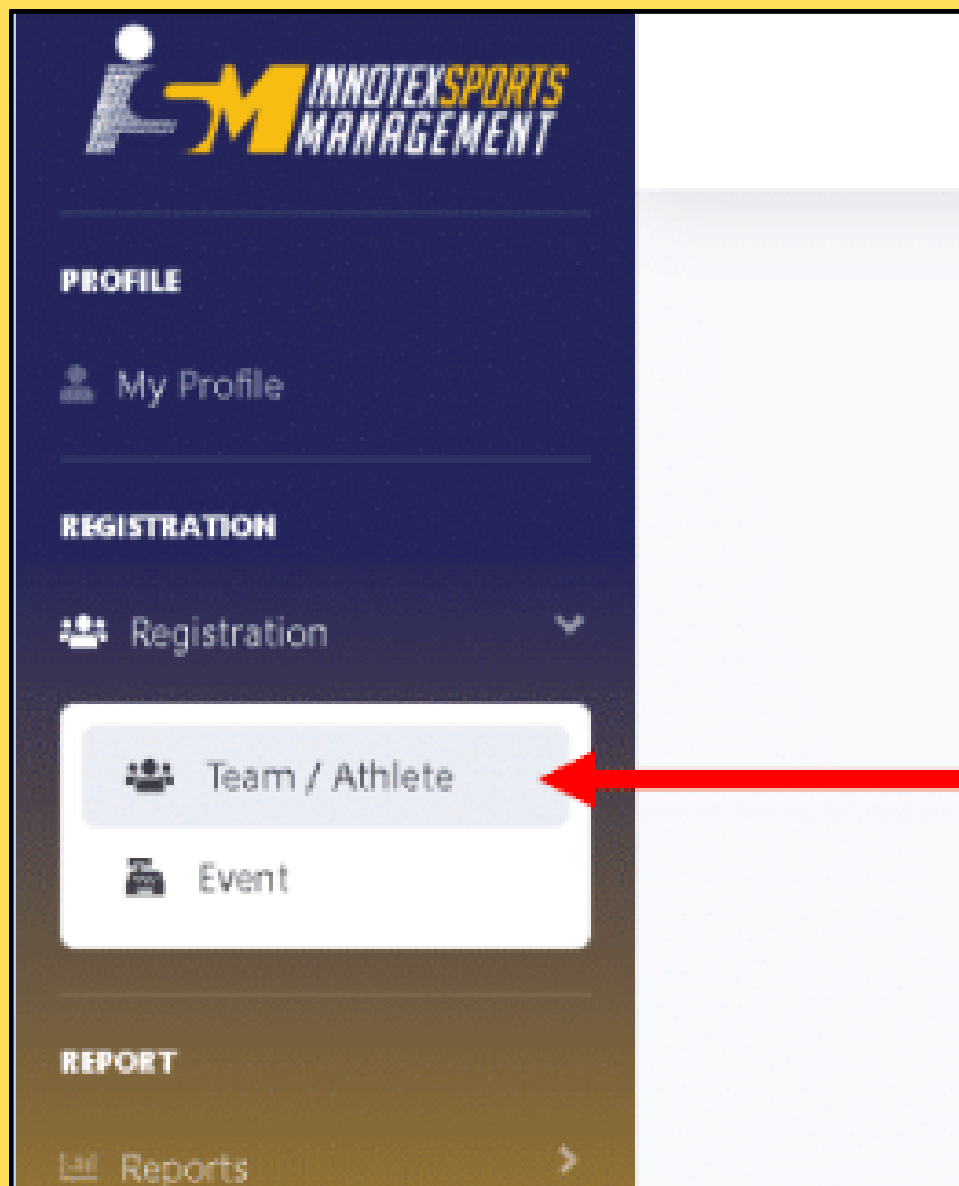 INNOTEXSPORTS
MANAGEMENT
PROFILE
My Profile
REGISTRATION
Registration
Team / Athlete
Event
REPORT
Reports